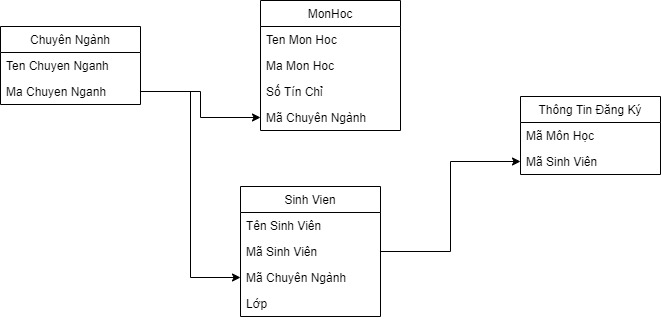 Chuyên Ngành
Ten Chuyen Nganh
Ma Chuyen Nganh
MonHoc
Ten Mon Hoc
Ma Mon Hoc
Số Tín Chỉ
Mã Chuyên Ngành
Thông Tin Đăng Ký
Mã Môn Học
Mã Sinh Viên
Sinh Vien
Tên Sinh Viên
Mã Sinh Viên
Mã Chuyên Ngành
Lớp